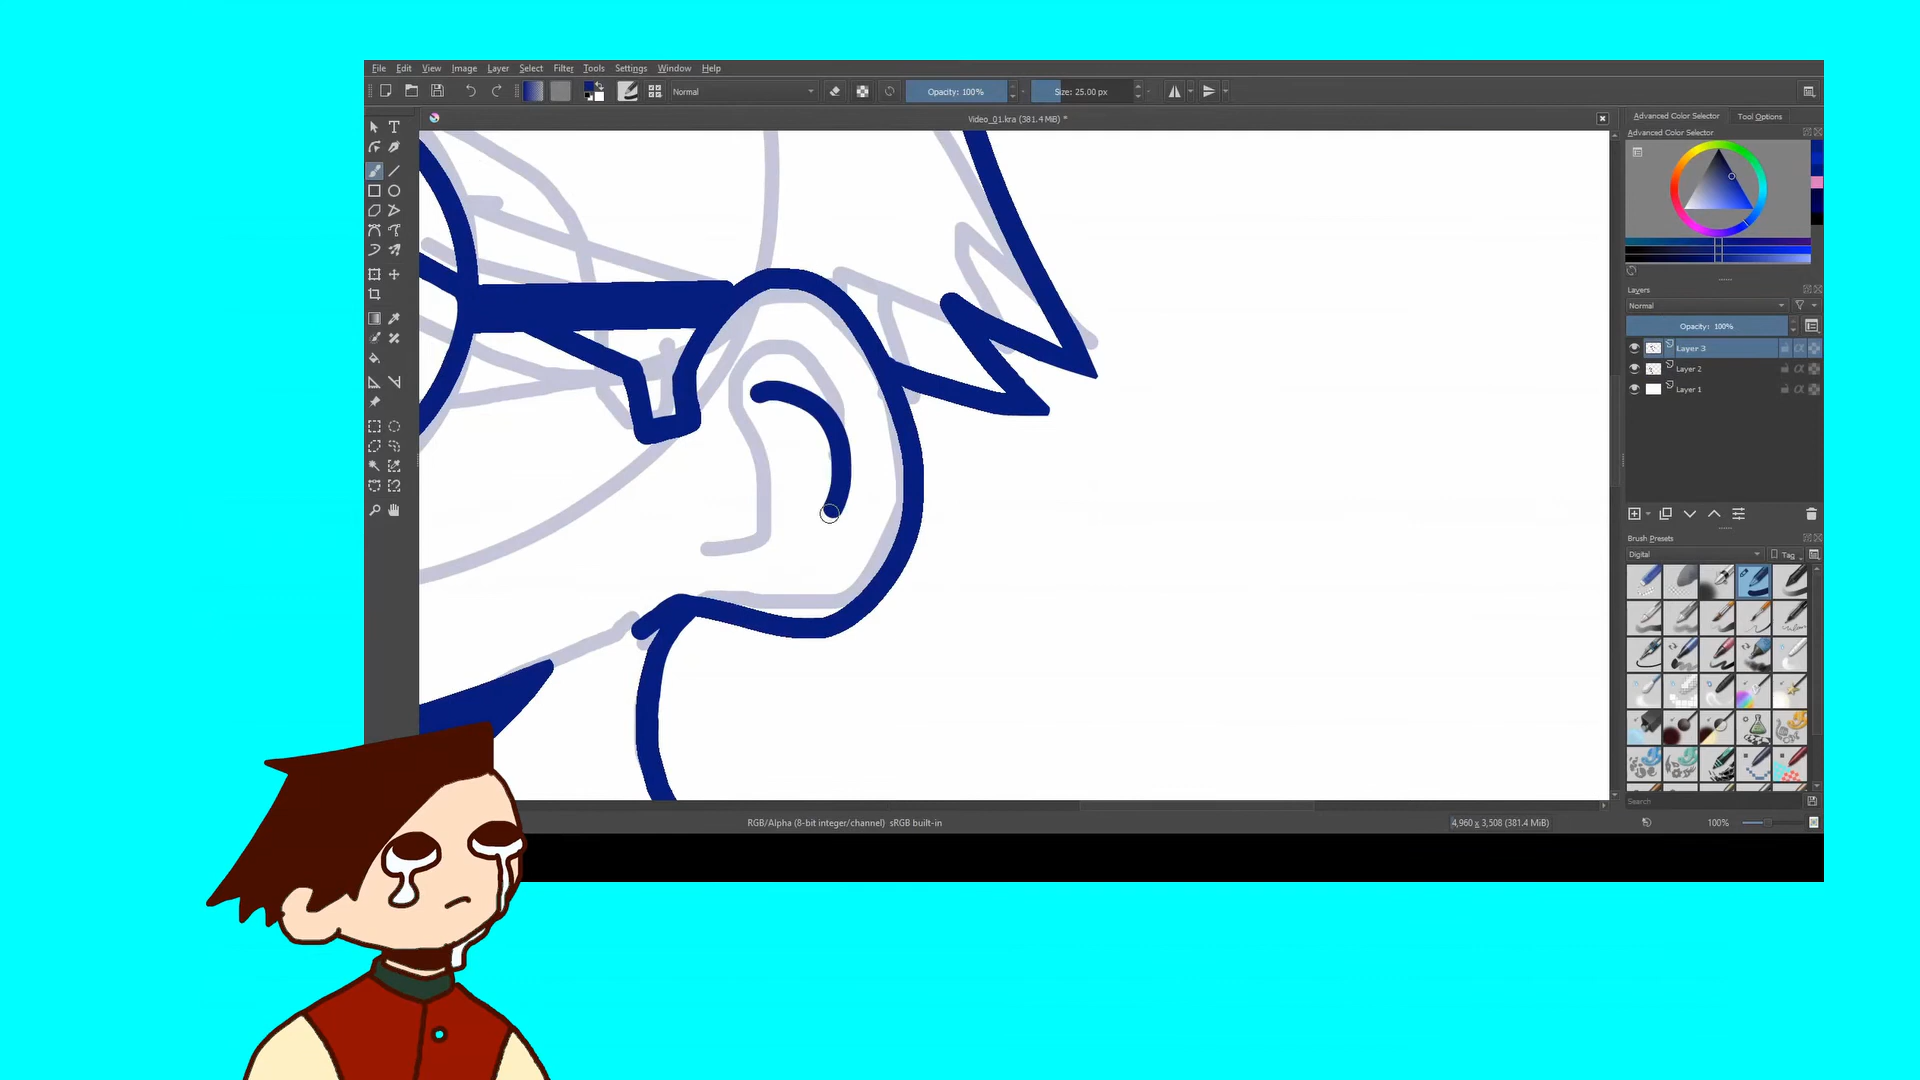 File Edit View Image Layer Select Filter Tools Settings Window Help
Normal
Opacity: 100%
Size: 25.00 px
Video_01.kra (381.4 MiB) *
Advanced Color Selector
Tool Options
Advanced Color Selector
Layers
Normal
Opacity: 100%
Layer 3
Layer 2
Layer 1
Brush Presets
Digital
Tag
Search
RGB/Alpha (8-bit integer/channel) sRGB built-in
4,960 x 3,508 (381.4 MiB)
100%